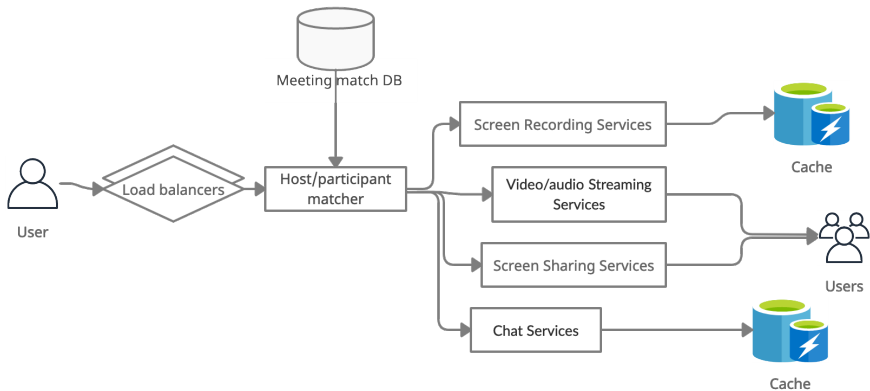 Meeting match DB
Screen Recording Services
Cache
Host/participant
matcher
Load balancers
Video/audio Streaming
Services
User
Screen Sharing Services
Users
Chat Services
Cache